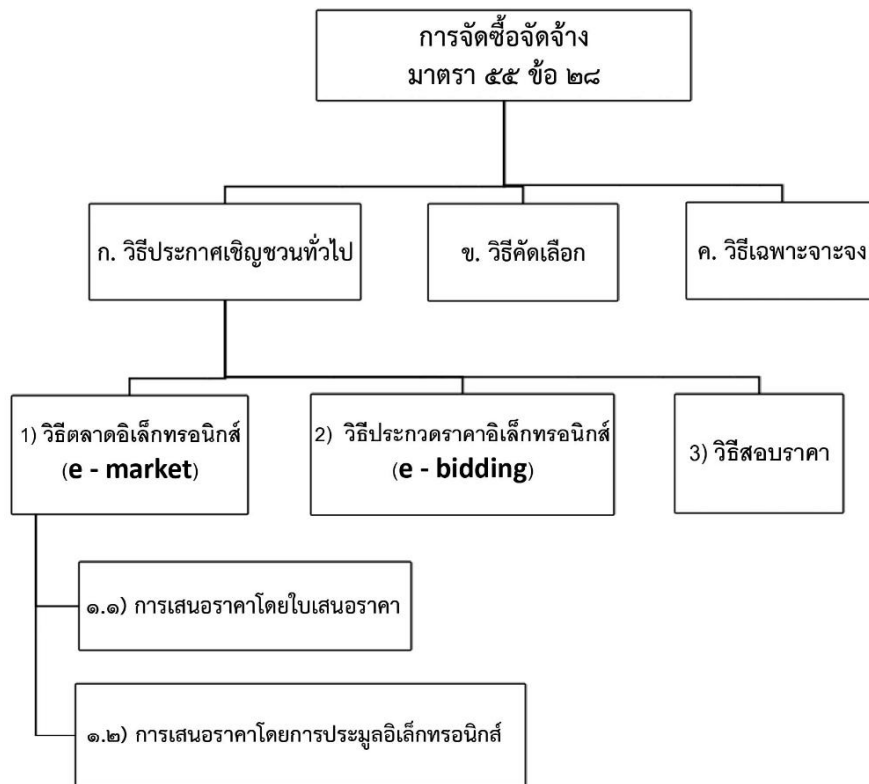 การจัดซื้อจัดจ้าง
มาตรา ๕๕ ข้อ ๒๘
ก. วิธีประกาศเชิญชวนทั่วไป
ข. วิธีคัดเลือก
ค. วิธีเฉพาะจาะจง
1) วิธีตลาดอิเล็กทรอนิกส์
(e - market)
2) วิธีประกวดราคาอิเล็กทรอนิกส์
(e - bidding)
3) วิธีสอบราคา
๑.๑) การเสนอราคาโดยใบเสนอราคา
๑.๒) การเสนอราคาโดยการประมูลอิเล็กทรอนิกส์